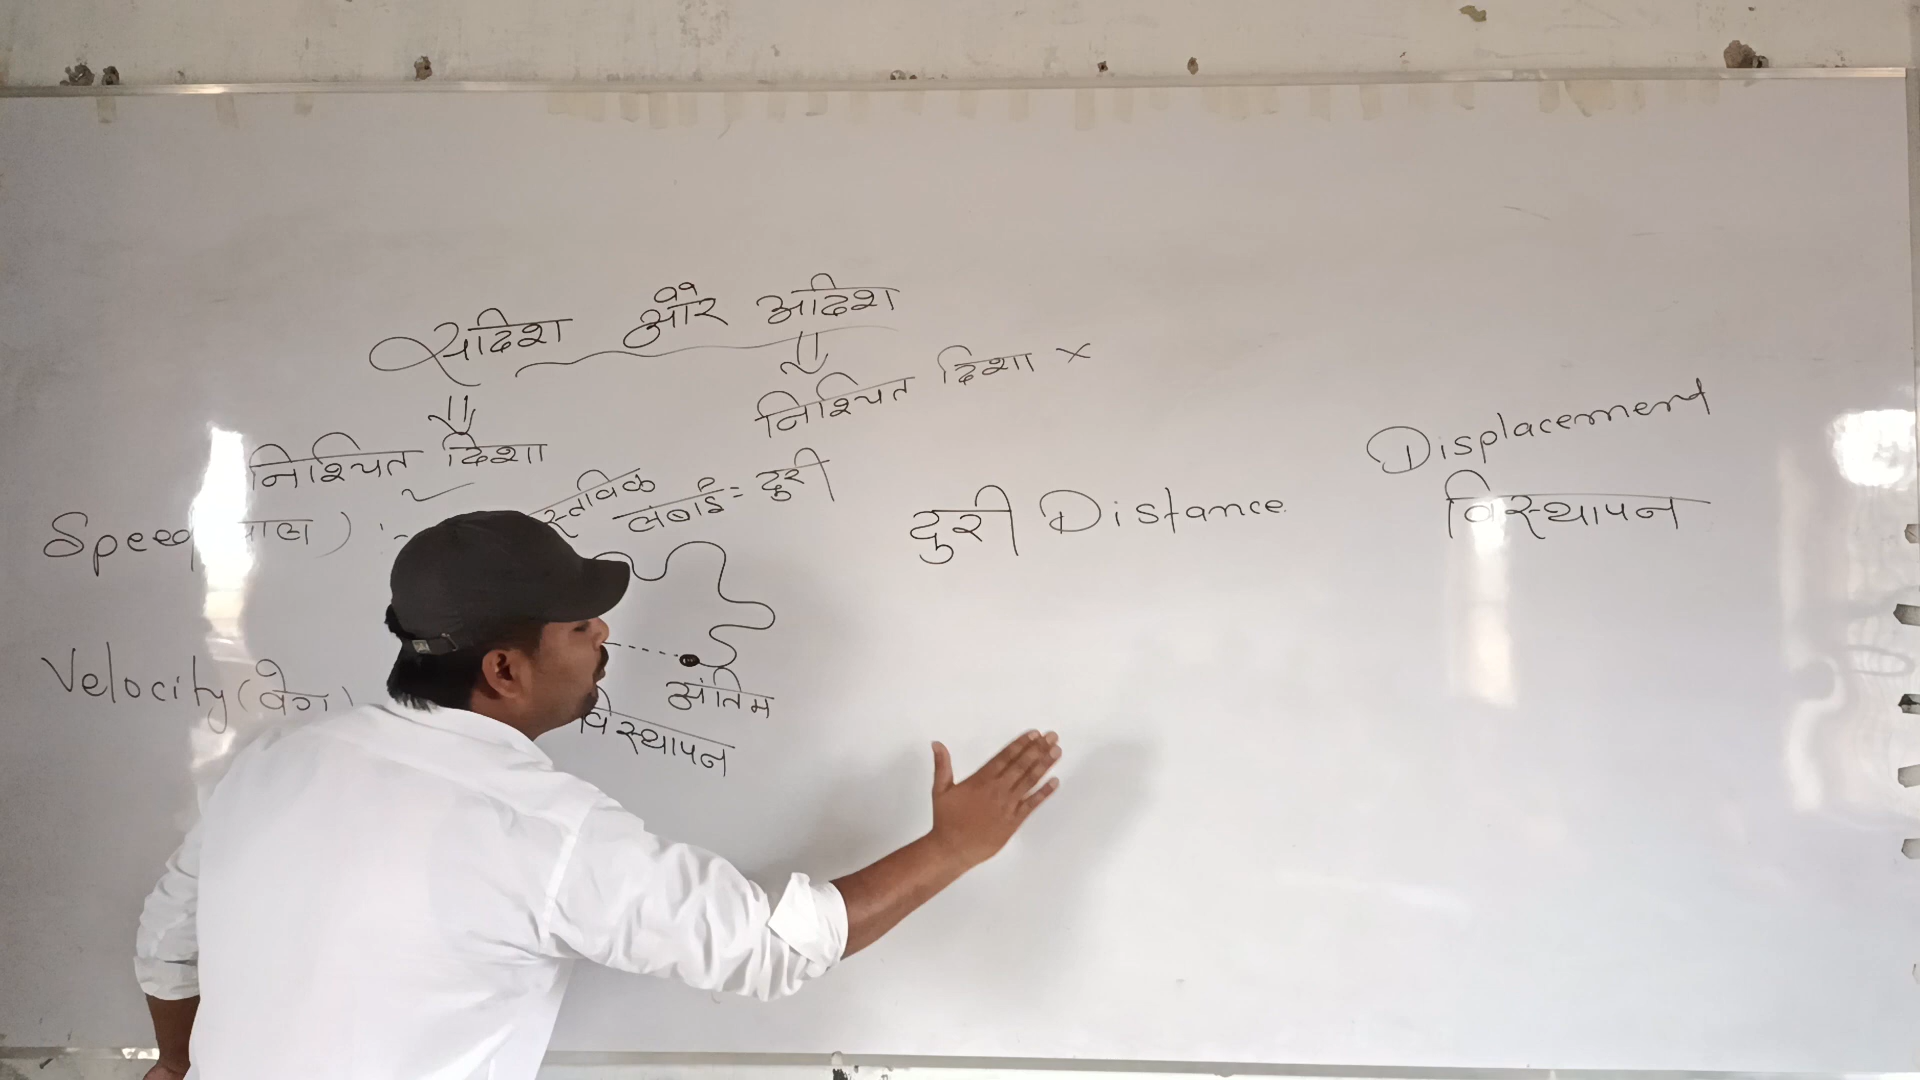 सदिश और अदिश
निश्चित दिशा ×
निश्चित दिशा
लंबाई = दुरी
Displacement
दुरी Distance
विस्थापन
Speed
Velocity (वेग)
अंतिम
विस्थापन